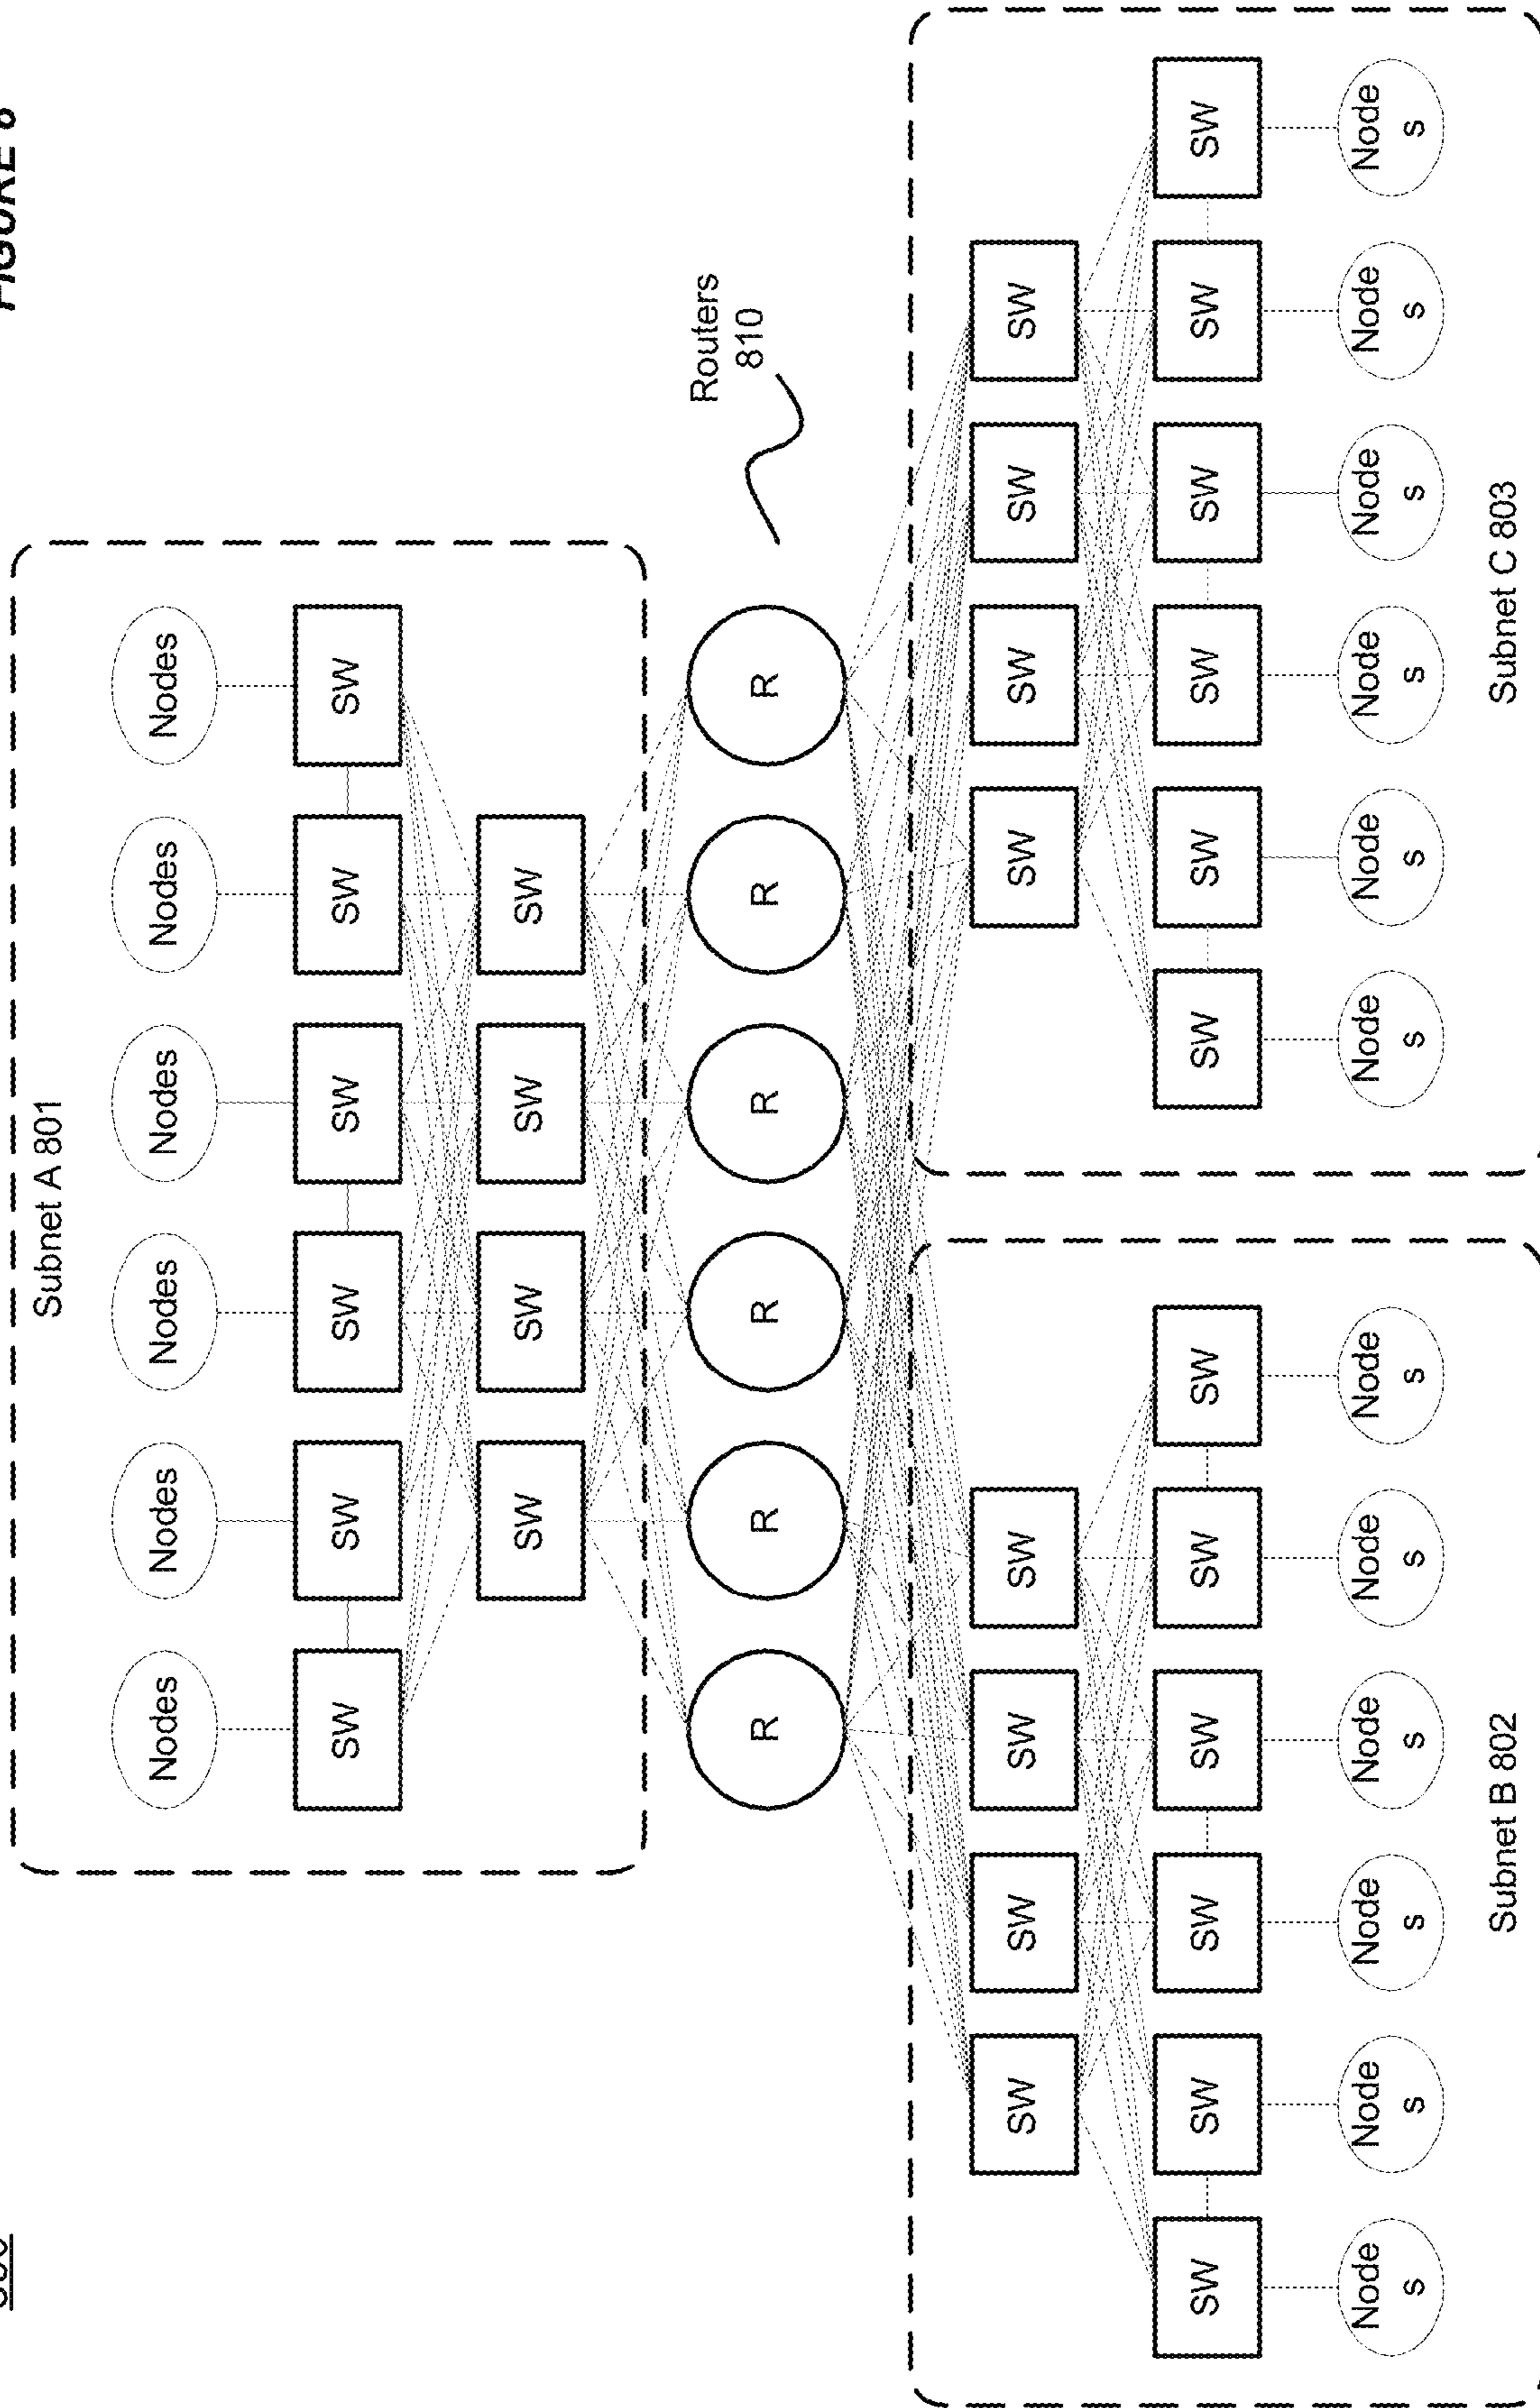 FIGURE 8
Subnet A 801
Nodes Nodes Nodes Nodes Nodes Nodes
SW SW SW SW SW SW
SW SW SW SW
Routers
810
R R R R R R
SW SW SW SW SW SW SW SW
SW SW SW SW SW SW SW SW SW SW SW SW
Node Node Node Node Node Node Node Node Node Node Node Node
s s s s s s s s s s s s
Subnet B 802
Subnet C 803